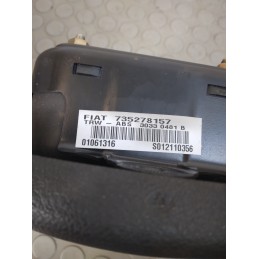 FIAT 735278157
TRW - ABS 3033 0481 B
01061316 S012110356